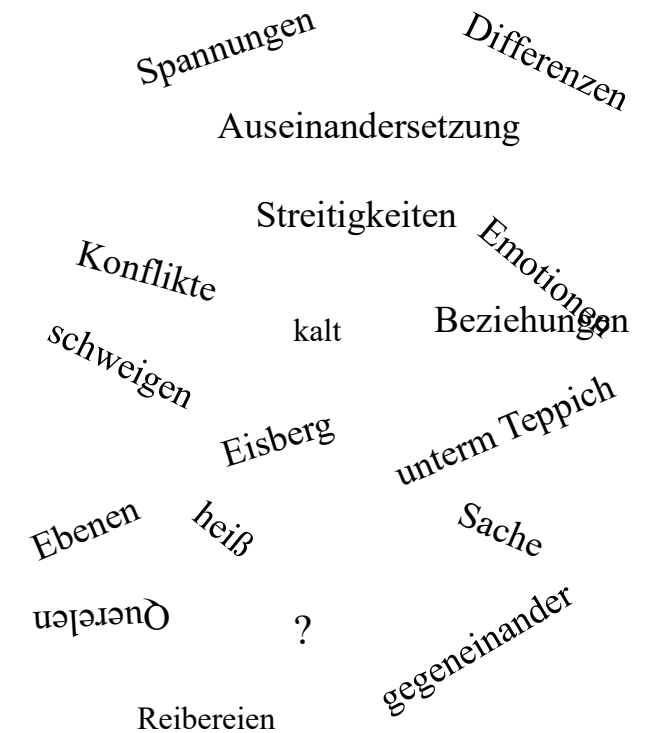 Spannungen
Differenzen
Auseinandersetzung
Streitigkeiten
Emotionen
Konflikte
Beziehungen
kalt
schweigen
unterm Teppich
Eisberg
Ebenen
heiß
Sache
Querelen
?
gegeneinander
Reibereien